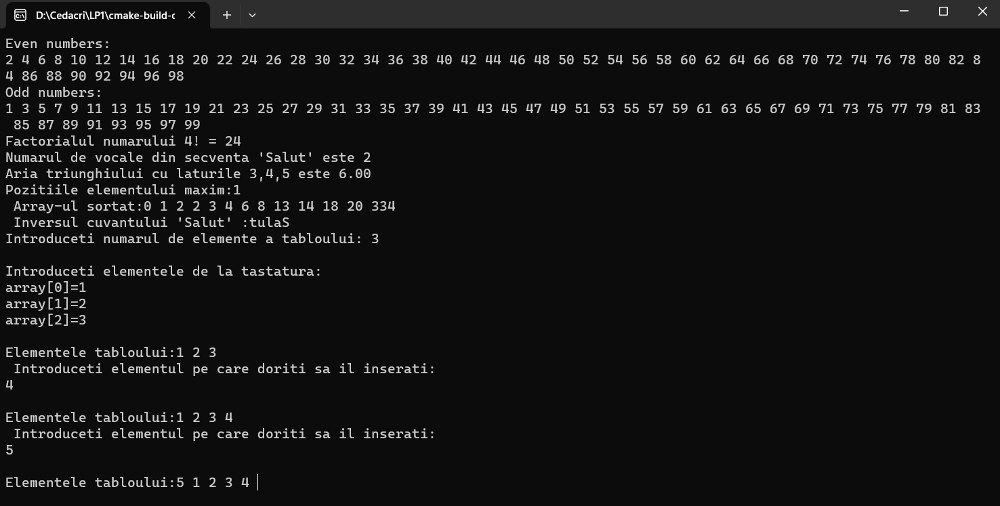 D:\Cedacri\LP1\cmake-build-c
Even numbers:
2 4 6 8 10 12 14 16 18 20 22 24 26 28 30 32 34 36 38 40 42 44 46 48 50 52 54 56 58 60 62 64 66 68 70 72 74 76 78 80 82 8
4 86 88 90 92 94 96 98
Odd numbers:
1 3 5 7 9 11 13 15 17 19 21 23 25 27 29 31 33 35 37 39 41 43 45 47 49 51 53 55 57 59 61 63 65 67 69 71 73 75 77 79 81 83
 85 87 89 91 93 95 97 99
Factorialul numarului 4! = 24
Numarul de vocale din secventa 'Salut' este 2
Aria triunghiului cu laturile 3,4,5 este 6.00
Pozitiile elementului maxim:1
 Array-ul sortat:0 1 2 2 3 4 6 8 13 14 18 20 334
 Inversul cuvantului 'Salut' :tulaS
Introduceti numarul de elemente a tabloului: 3

Introduceti elementele de la tastatura:
array[0]=1
array[1]=2
array[2]=3

Elementele tabloului:1 2 3
 Introduceti elementul pe care doriti sa il inserati:
4

Elementele tabloului:1 2 3 4
 Introduceti elementul pe care doriti sa il inserati:
5

Elementele tabloului:5 1 2 3 4